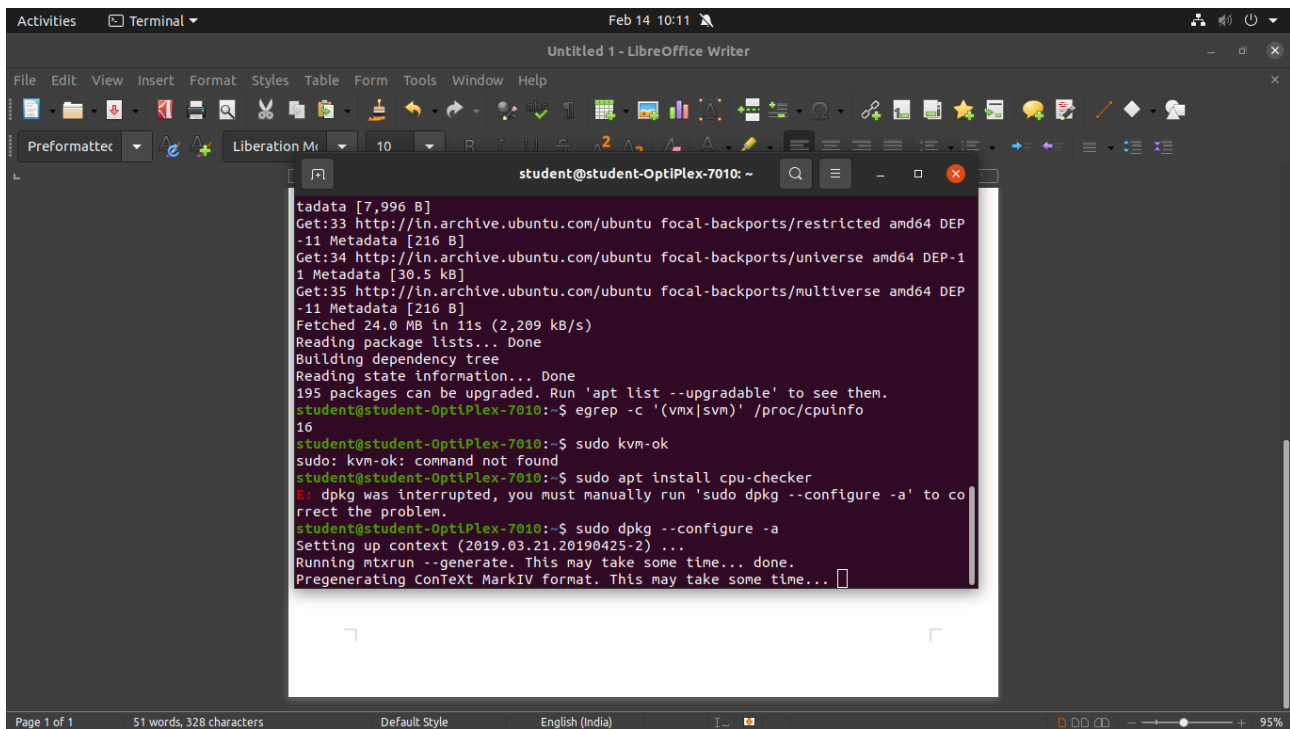 Activities Terminal Feb 14 10:11
Untitled 1 - LibreOffice Writer
File Edit View Insert Format Styles Table Form Tools Window Help
Preformattec Liberation Mo 10
student@student-OptiPlex-7010: ~
tadata [7,996 B]
Get:33 http://in.archive.ubuntu.com/ubuntu focal-backports/restricted amd64 DEP
-11 Metadata [216 B]
Get:34 http://in.archive.ubuntu.com/ubuntu focal-backports/universe amd64 DEP-1
1 Metadata [30.5 kB]
Get:35 http://in.archive.ubuntu.com/ubuntu focal-backports/multiverse amd64 DEP
-11 Metadata [216 B]
Fetched 24.0 MB in 11s (2,209 kB/s)
Reading package lists... Done
Building dependency tree
Reading state information... Done
195 packages can be upgraded. Run 'apt list --upgradable' to see them.
student@student-OptiPlex-7010:~$ egrep -c '(vmx|svm)' /proc/cpuinfo
16
student@student-OptiPlex-7010:~$ sudo kvm-ok
sudo: kvm-ok: command not found
student@student-OptiPlex-7010:~$ sudo apt install cpu-checker
E: dpkg was interrupted, you must manually run 'sudo dpkg --configure -a' to co
rrect the problem.
student@student-OptiPlex-7010:~$ sudo dpkg --configure -a
Setting up context (2019.03.21.20190425-2) ...
Running mtxrun --generate. This may take some time... done.
Pregenerating ConTeXt MarkIV format. This may take some time...
Page 1 of 1 51 words, 328 characters Default Style English (India) 95%